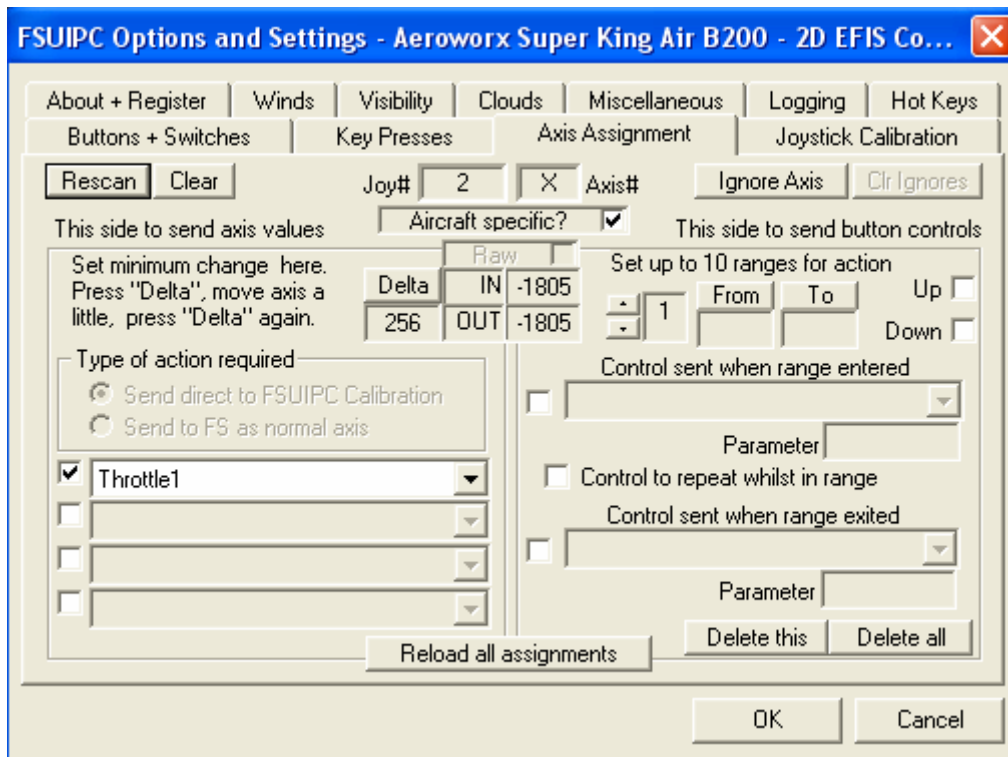 FSUIPC Options and Settings - Aeroworx Super King Air B200 - 2D EFIS Co...
About + Register Winds Visibility Clouds Miscellaneous Logging Hot Keys
Buttons + Switches Key Presses Axis Assignment Joystick Calibration
Rescan Clear Joy# 2 X Axis# Ignore Axis Clr Ignores
Aircraft specific?
This side to send axis values This side to send button controls
Raw
Set minimum change here.
Press "Delta", move axis a
little, press "Delta" again.
Delta IN -1805
256 OUT -1805
Set up to 10 ranges for action
1 From To Up
Down
Type of action required
Send direct to FSUIPC Calibration
Send to FS as normal axis
Throttle1
Control sent when range entered
Parameter
Control to repeat whilst in range
Control sent when range exited
Parameter
Delete this Delete all
Reload all assignments
OK Cancel